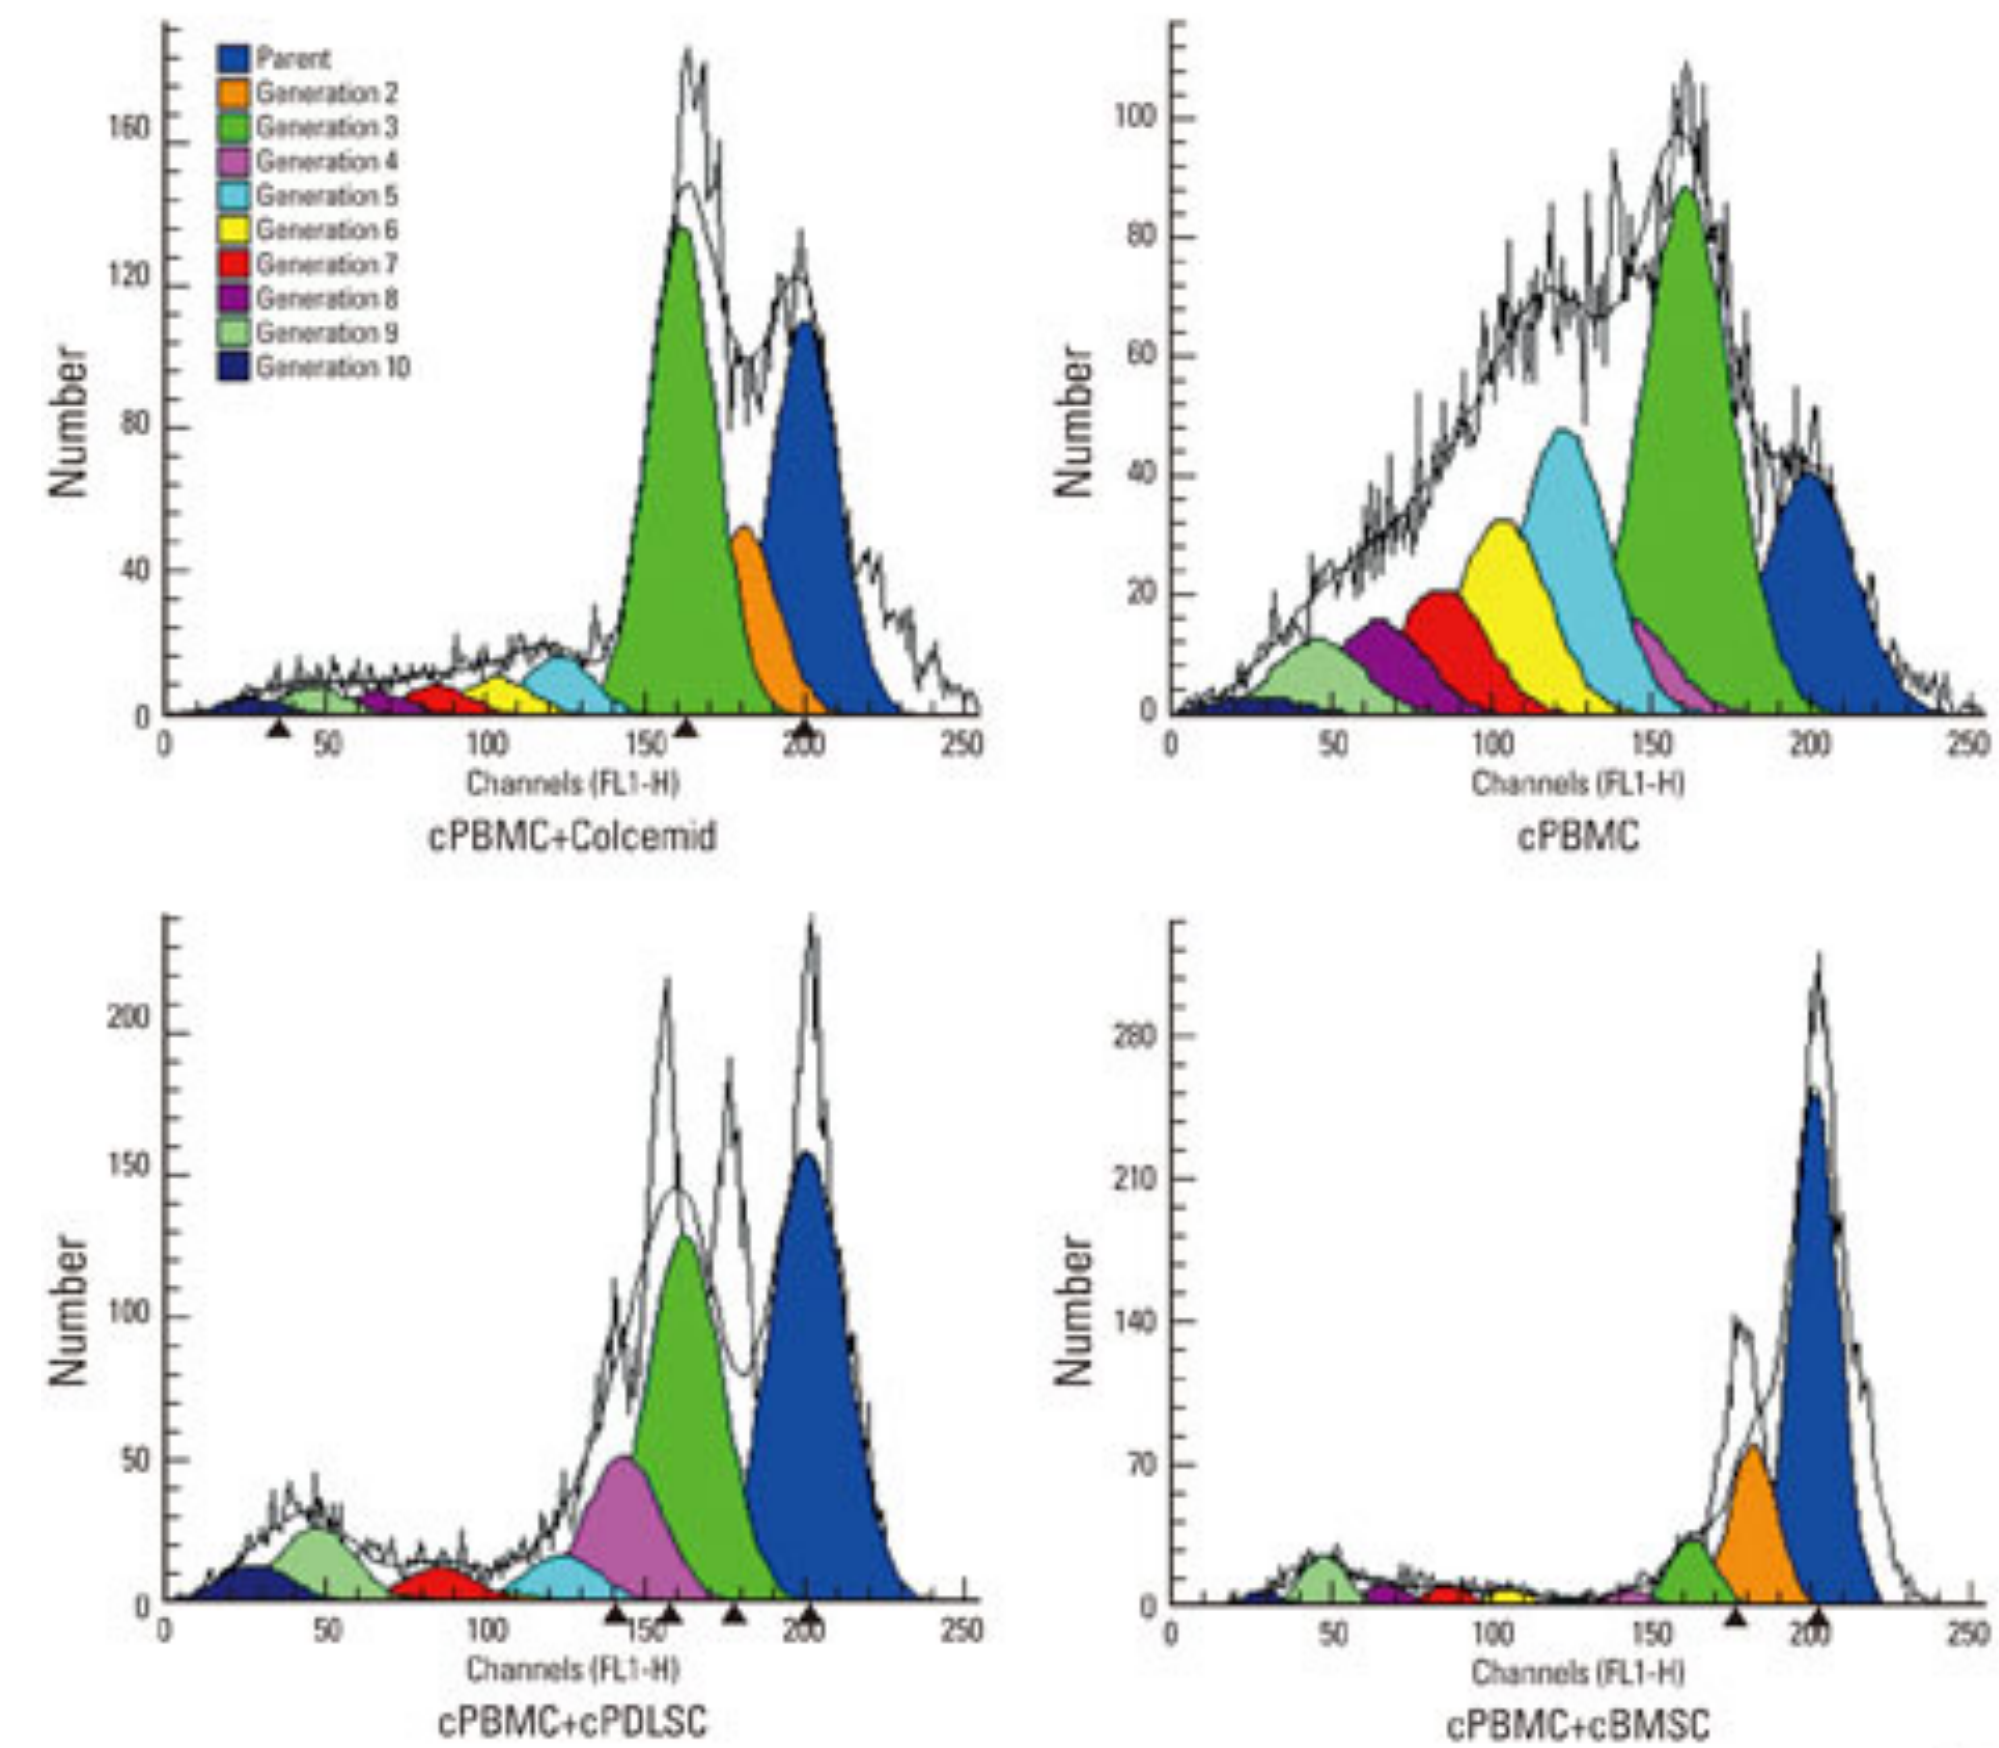 Parent
Generation 2
Generation 3
Generation 4
Generation 5
Generation 6
Generation 7
Generation 8
Generation 9
Generation 10
Number
160
120
80
40
0
0 50 100 150 200 250
Channels (FL1-H)
cPBMC+Colcemid
Number
100
80
60
40
20
0
0 50 100 150 200 250
Channels (FL1-H)
cPBMC
Number
200
150
100
50
0
0 50 100 150 200 250
Channels (FL1-H)
cPBMC+cPDLSC
Number
280
210
140
70
0
0 50 100 150 200 250
Channels (FL1-H)
cPBMC+cBMSC